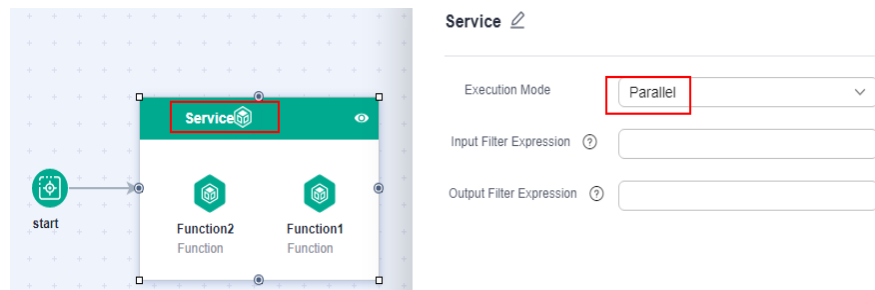 Service
start
Function2
Function
Function1
Function
Service
Execution Mode
Parallel
Input Filter Expression ?
Output Filter Expression ?